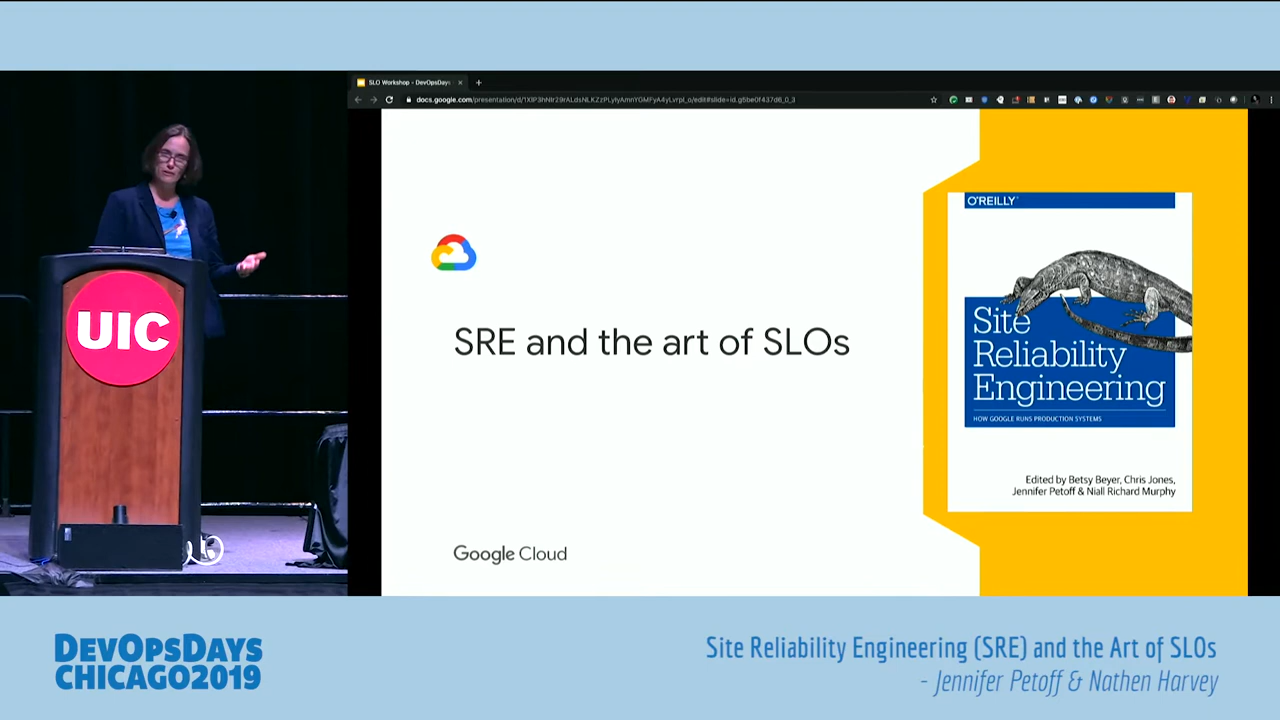 SLO Workshop - DevOpsDays
SRE and the art of SLOs
Google Cloud
O'REILLY
Site
Reliability
Engineering
HOW GOOGLE RUNS PRODUCTION SYSTEMS
Edited by Betsy Beyer, Chris Jones,
Jennifer Petoff & Niall Richard Murphy
UIC
DEVOPSDAYS
CHICAGO2019
Site Reliability Engineering (SRE) and the Art of SLOs
- Jennifer Petoff & Nathen Harvey